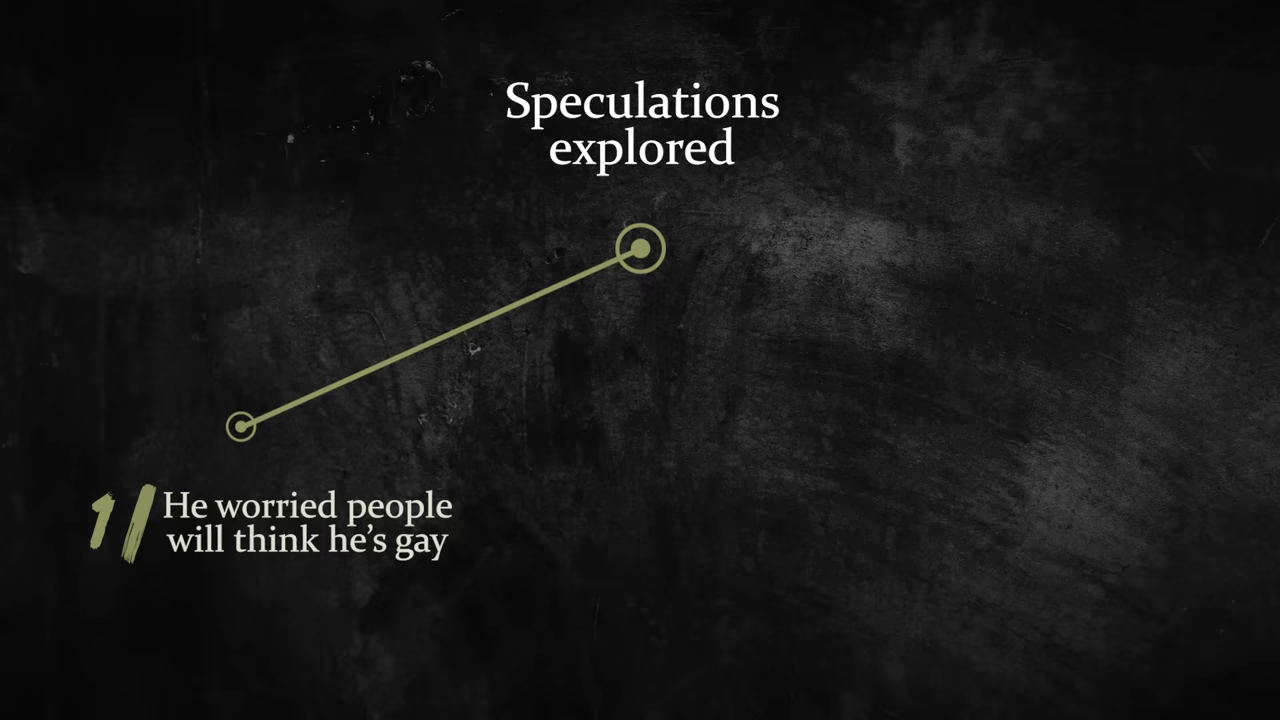 Speculations
explored
1/ He worried people
will think he's gay